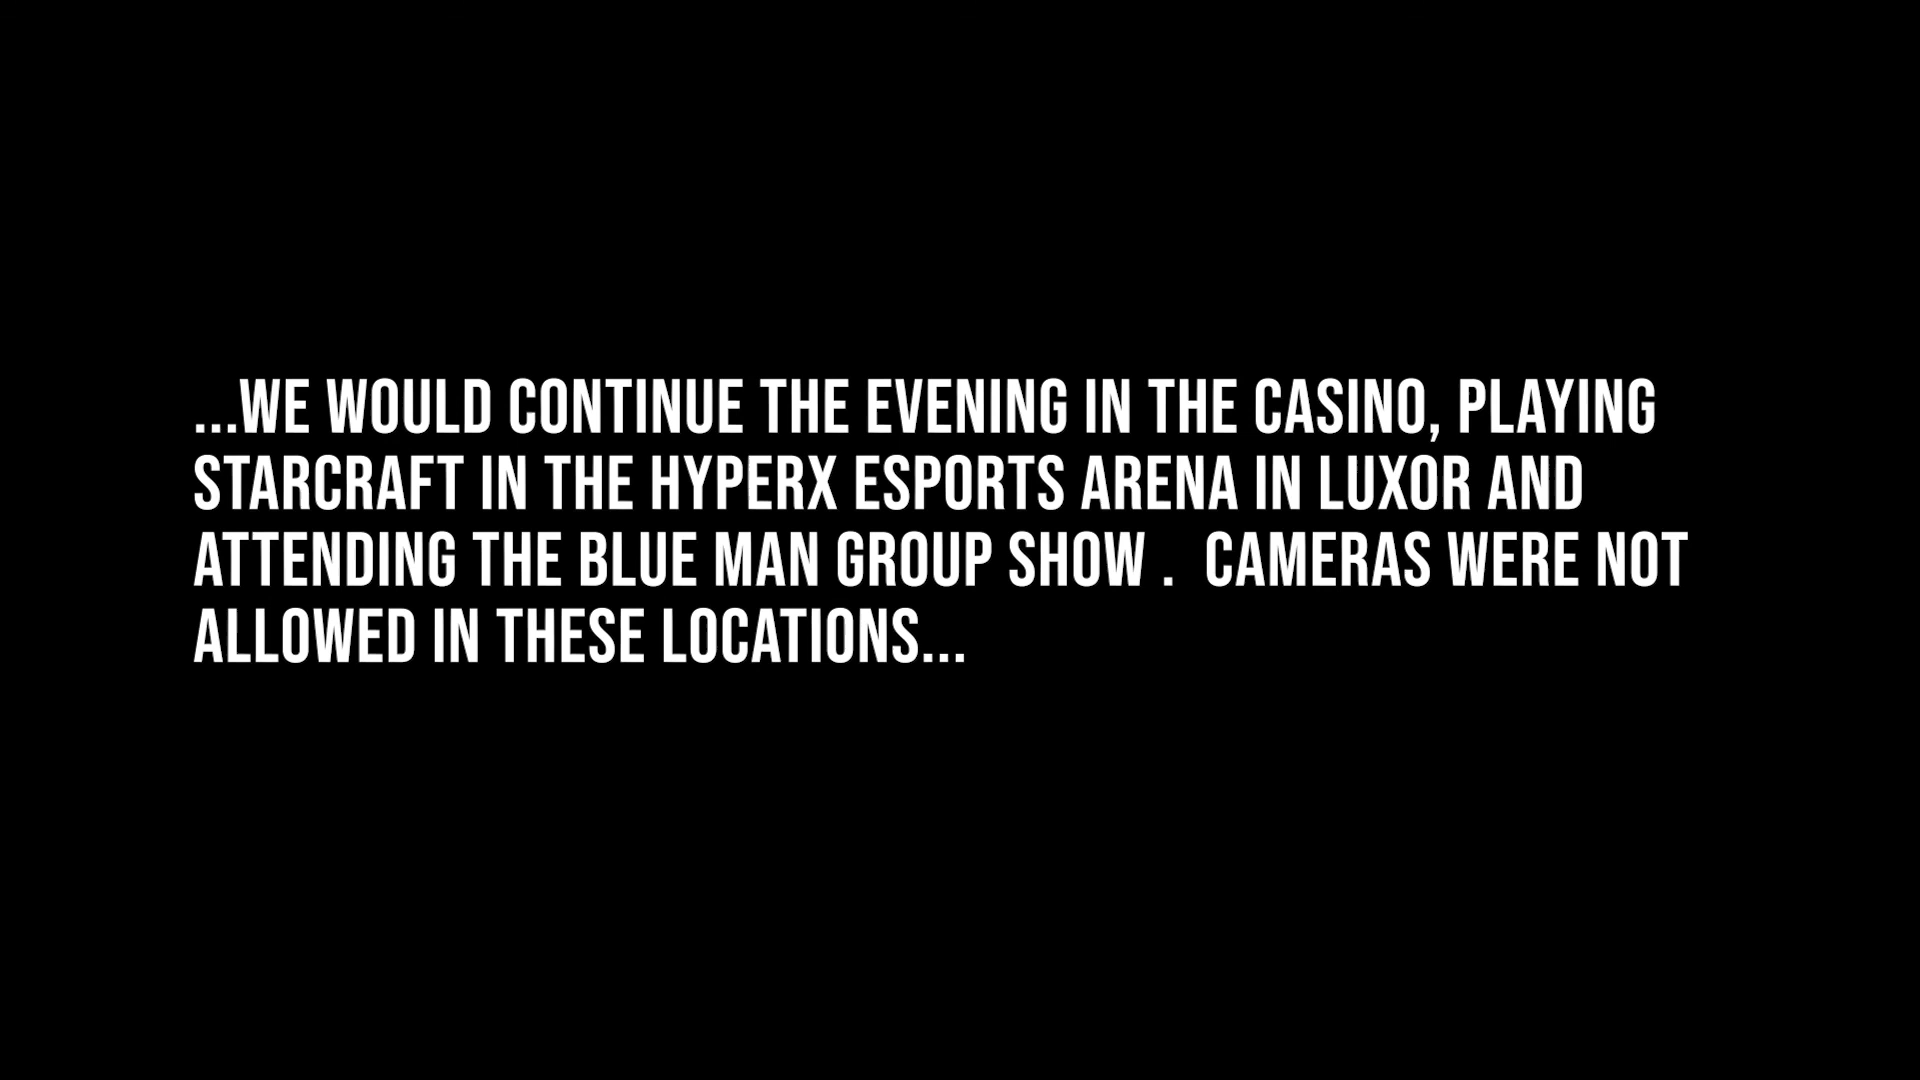 ...WE WOULD CONTINUE THE EVENING IN THE CASINO, PLAYING
STARCRAFT IN THE HYPERX ESPORTS ARENA IN LUXOR AND
ATTENDING THE BLUE MAN GROUP SHOW .  CAMERAS WERE NOT
ALLOWED IN THESE LOCATIONS...